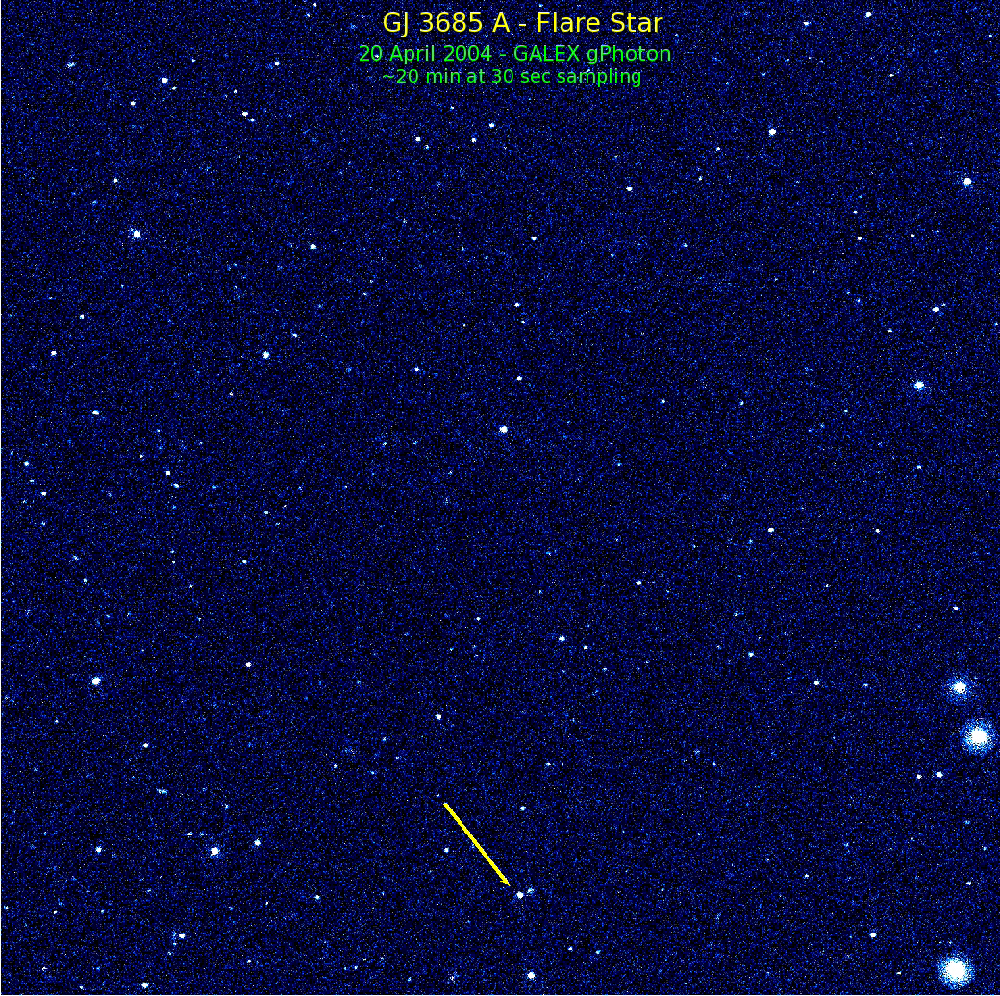 GJ 3685 A - Flare Star
20 April 2004 - GALEX gPhoton
~20 min at 30 sec sampling